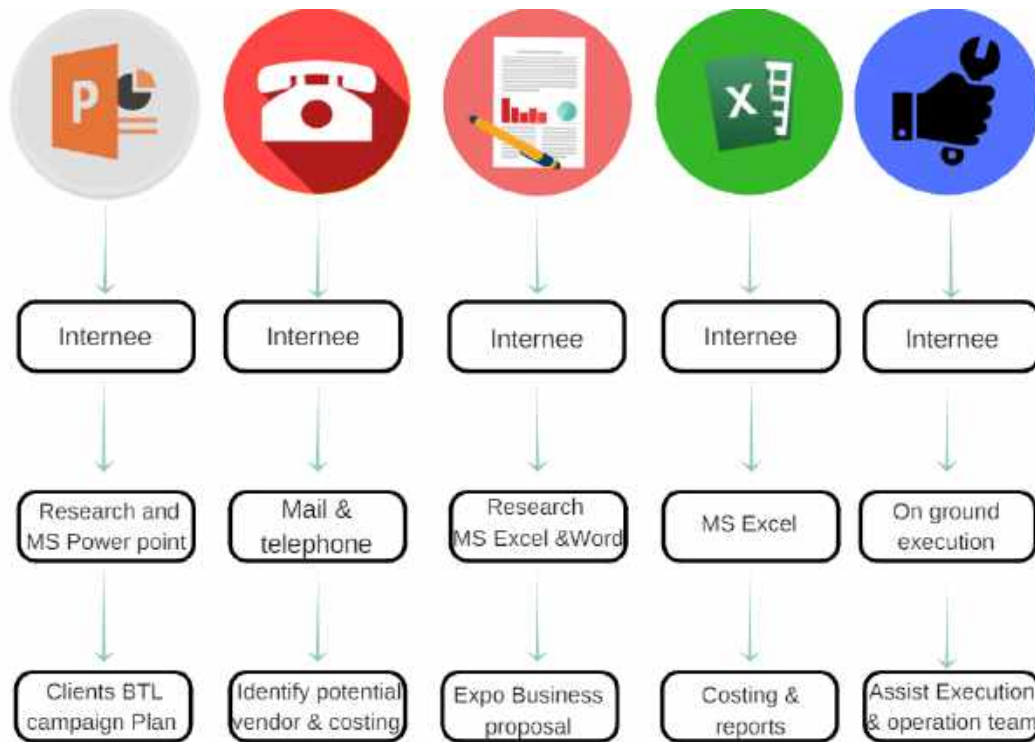 P
X
Internee
Internee
Internee
Internee
Internee
Research and
MS Power point
Mail &
telephone
Research
MS Excel &Word
MS Excel
On ground
execution
Clients BTL
campaign Plan
Identify potential
vendor & costing
Expo Business
proposal
Costing &
reports
Assist Execution
& operation team